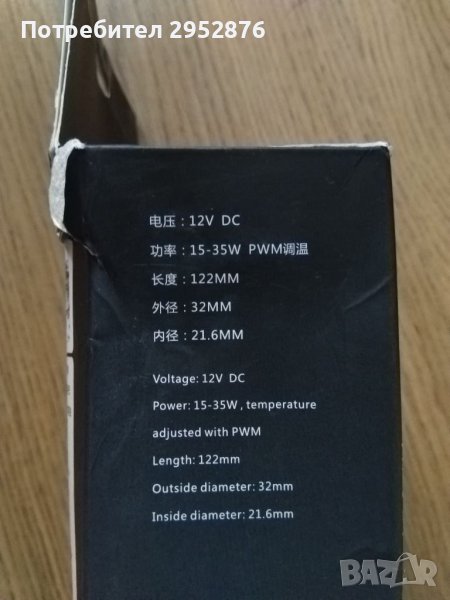 Потребител 2952876
电压：12V DC
功率：15-35W PWM调温
长度：122MM
外径：32MM
内径：21.6MM
Voltage: 12V DC
Power: 15-35W, temperature
adjusted with PWM
Length: 122mm
Outside diameter: 32mm
Inside diameter: 21.6mm
BAZAR